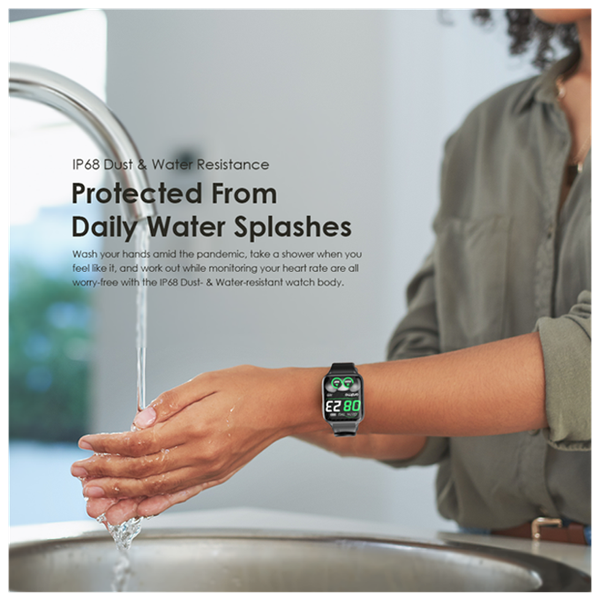 IP68 Dust & Water Resistance
Protected From
Daily Water Splashes
Wash your hands amid the pandemic, take a shower when you
feel like it, and work out while monitoring your heart rate are all
worry-free with the IP68 Dust- & Water-resistant watch body.